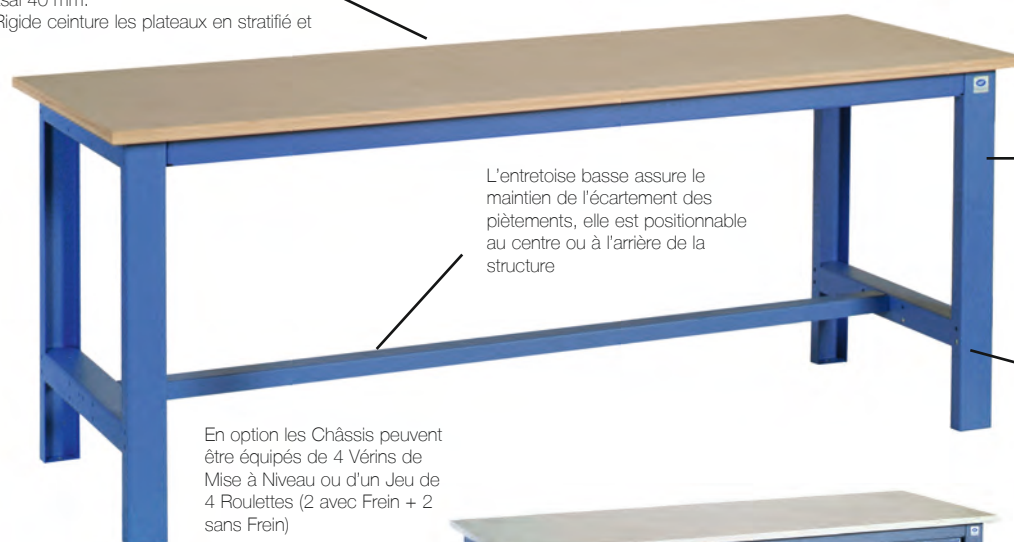 40 mm.
Rigide ceinture les plateaux en stratifié et
L'entretoise basse assure le
maintien de l'écartement des
piètements, elle est positionnable
au centre ou à l'arrière de la
structure
En option les Châssis peuvent
être équipés de 4 Vérins de
Mise à Niveau ou d'un Jeu de
4 Roulettes (2 avec Frein + 2
sans Frein)